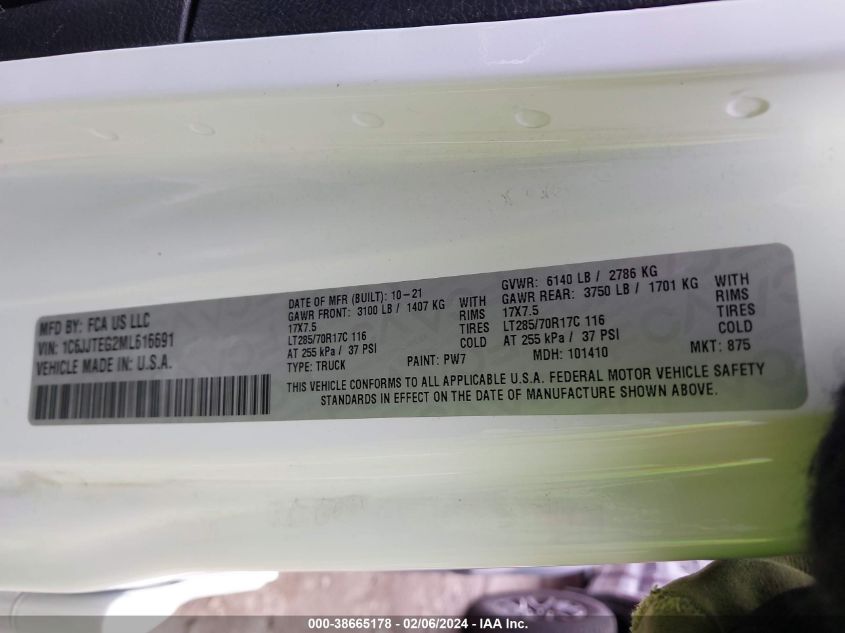 MFD BY: FCA US LLC
VIN: 1C6JJTEG2ML616691
VEHICLE MADE IN: U.S.A.
DATE OF MFR (BUILT): 10-21
GAWR FRONT: 3100 LB / 1407 KG WITH
17X7.5 RIMS
LT285/70R17C 116 TIRES
AT 255 kPa / 37 PSI COLD
TYPE: TRUCK PAINT: PW7
GVWR: 6140 LB / 2786 KG
GAWR REAR: 3750 LB / 1701 KG WITH
17X7.5 RIMS
LT285/70R17C 116 TIRES
AT 255 kPa / 37 PSI COLD
MDH: 101410 MKT: 875
THIS VEHICLE CONFORMS TO ALL APPLICABLE U.S.A. FEDERAL MOTOR VEHICLE SAFETY
STANDARDS IN EFFECT ON THE DATE OF MANUFACTURE SHOWN ABOVE.
000-38665178 - 02/06/2024 - IAA Inc.